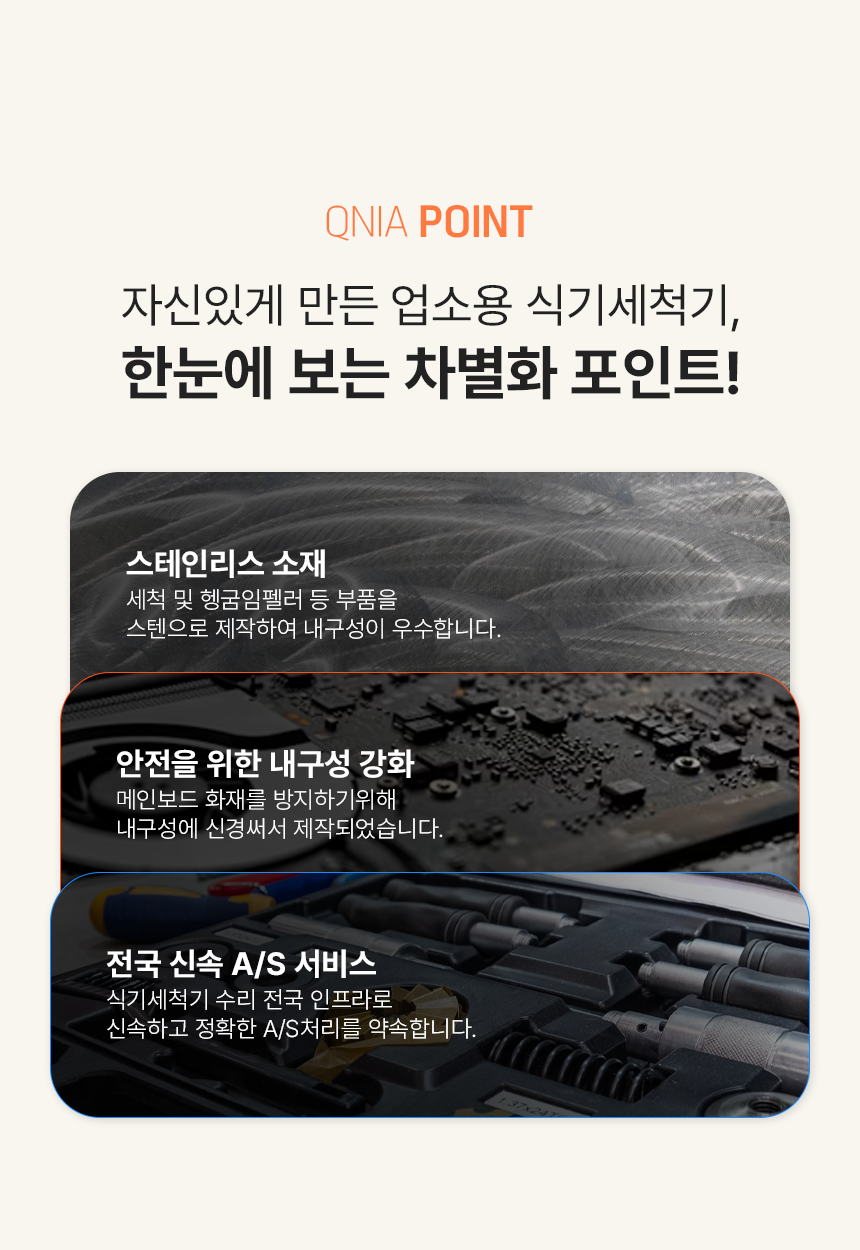 QNIA POINT
자신있게 만든 업소용 식기세척기,
한눈에 보는 차별화 포인트!
스테인리스 소재
세척 및 헹굼임펠러 등 부품을
스텐으로 제작하여 내구성이 우수합니다.
안전을 위한 내구성 강화
메인보드 화재를 방지하기위해
내구성에 신경써서 제작되었습니다.
전국 신속 A/S 서비스
식기세척기 수리 전국 인프라로
신속하고 정확한 A/S처리를 약속합니다.